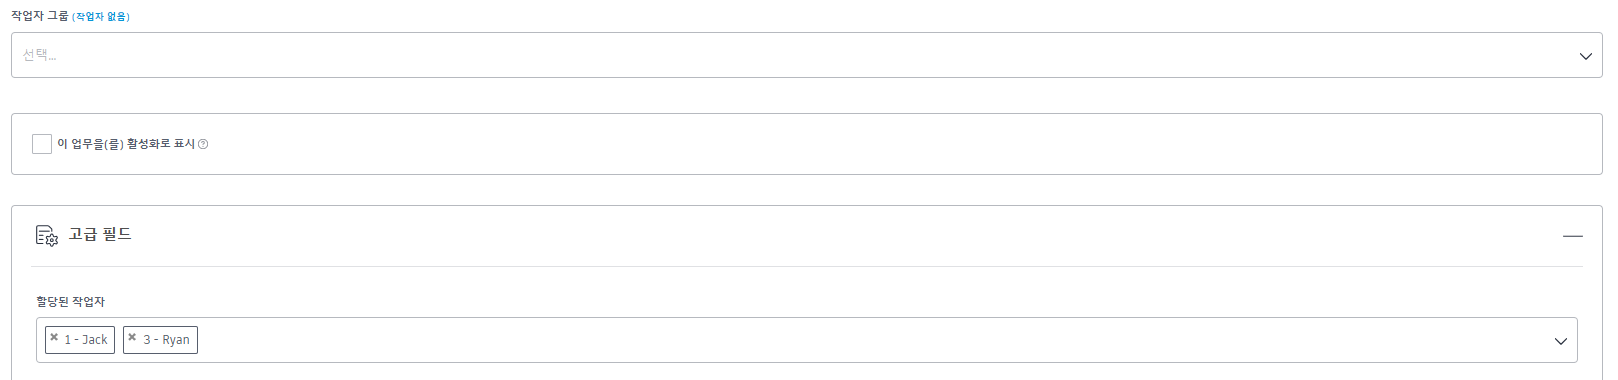 작업자 그룹 (작업자 없음)
선택...
이 업무을(를) 활성화로 표시
고급 필드
할당된 작업자
× 1 - Jack × 3 - Ryan